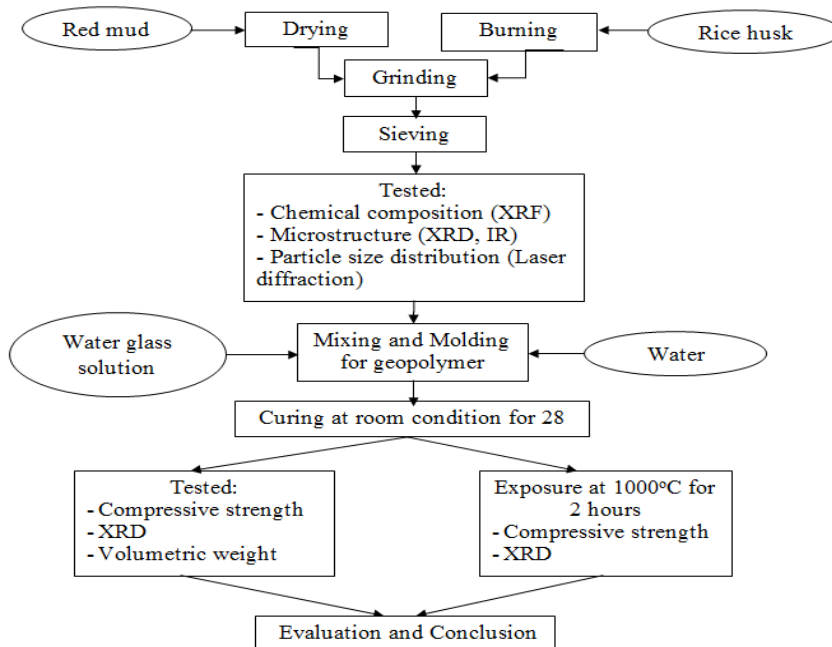 Red mud
Drying
Burning
Rice husk
Grinding
Sieving
Tested:
- Chemical composition (XRF)
- Microstructure (XRD, IR)
- Particle size distribution (Laser
diffraction)
Water glass
solution
Mixing and Molding
for geopolymer
Water
Curing at room condition for 28
Tested:
- Compressive strength
- XRD
- Volumetric weight
Exposure at 1000°C for
2 hours
- Compressive strength
- XRD
Evaluation and Conclusion